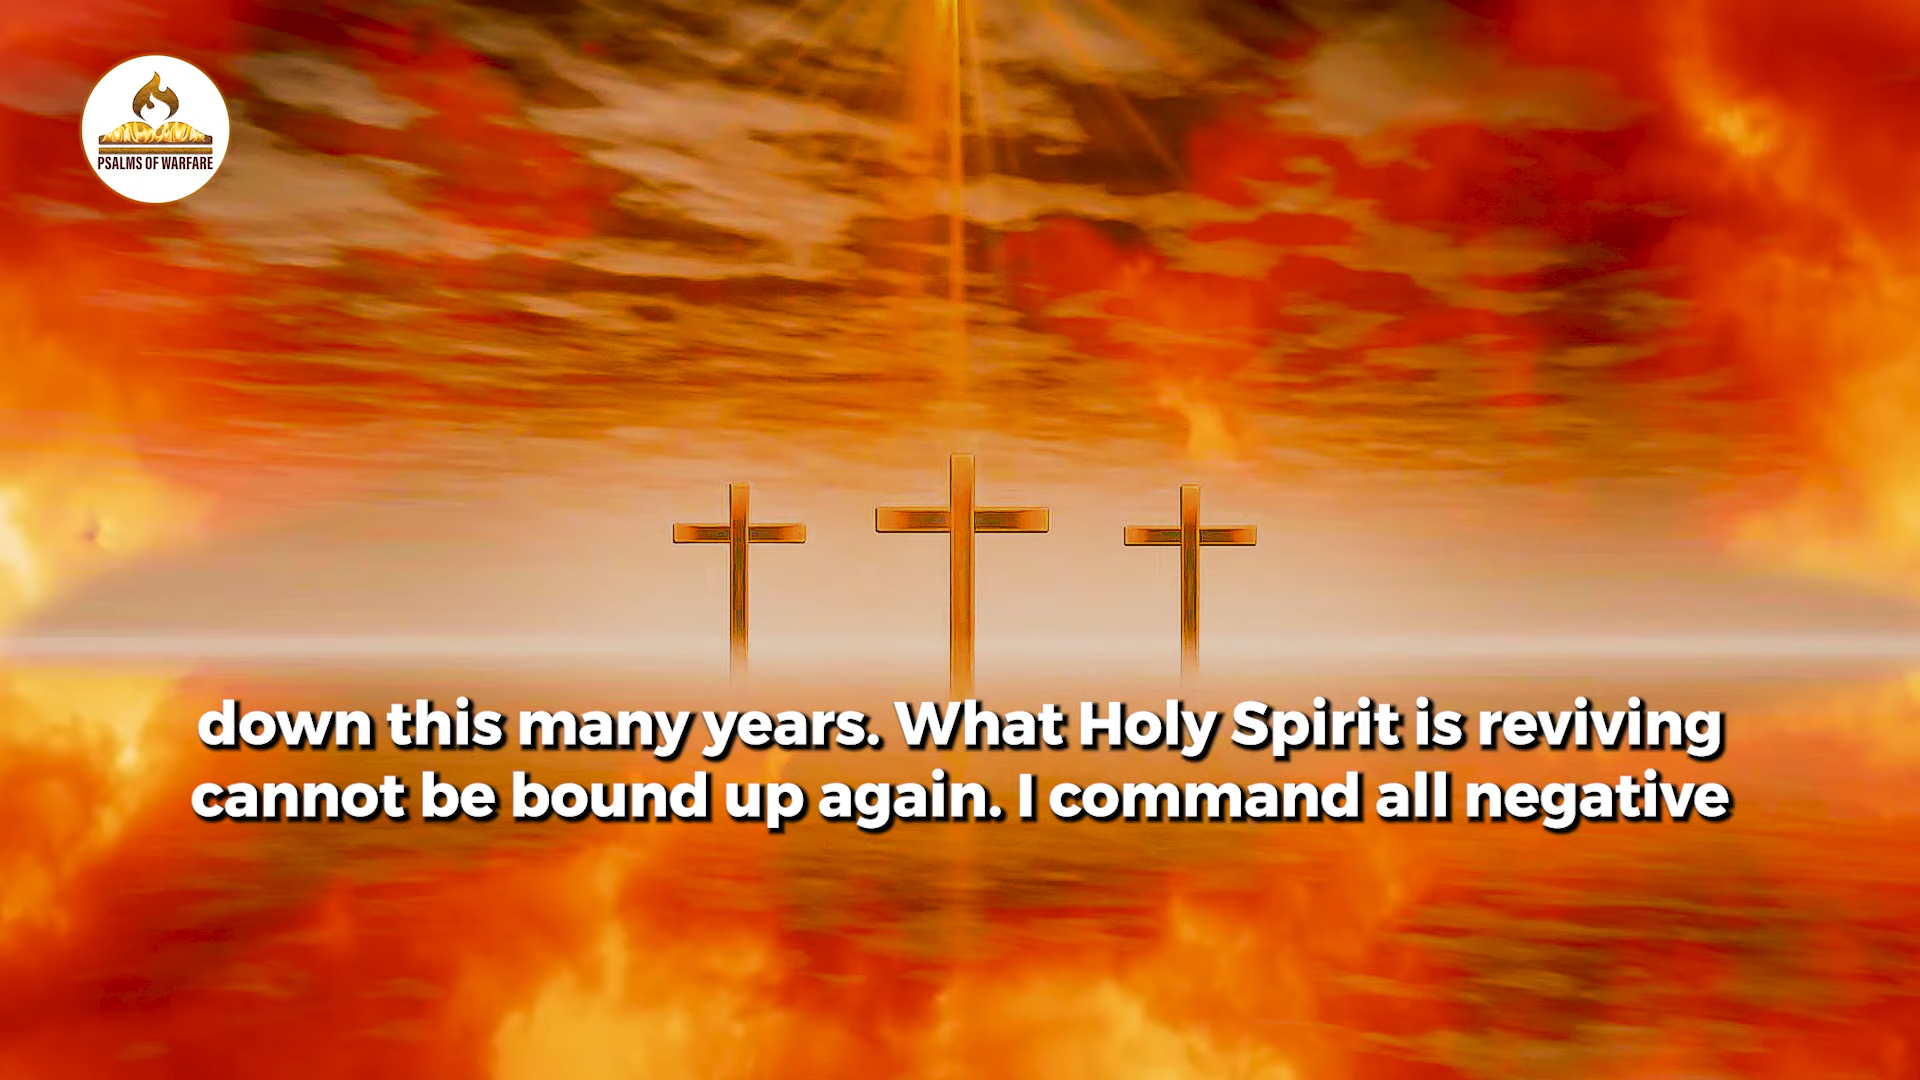 PSALMS OF WARFARE
down this many years. What Holy Spirit is reviving
cannot be bound up again. I command all negative